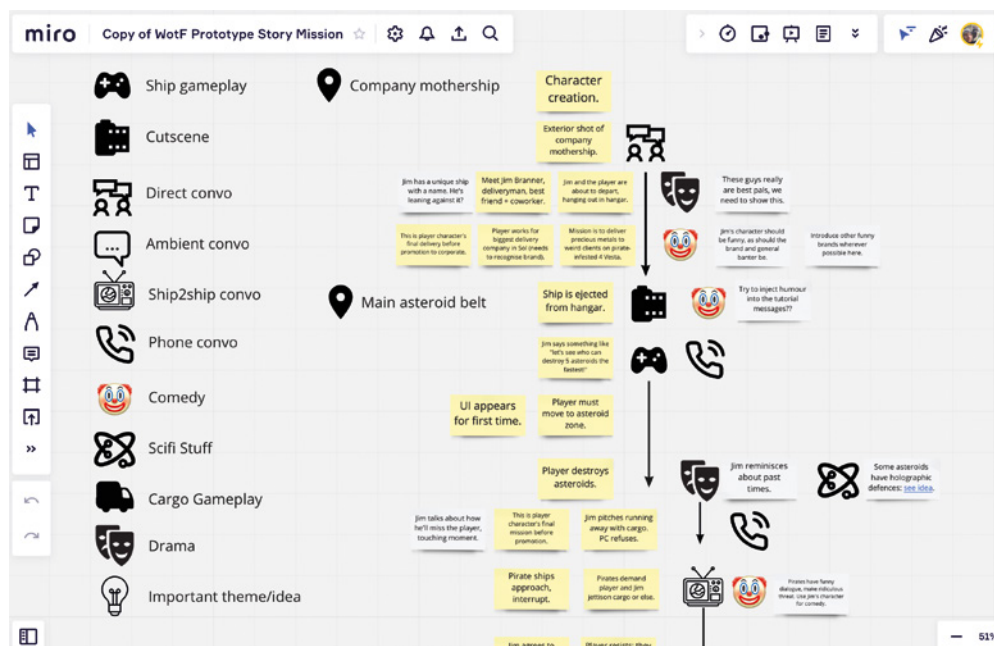 miro
Copy of WotF Prototype Story Mission
Ship gameplay
Cutscene
Direct convo
Ambient convo
Ship2ship convo
Phone convo
Comedy
Scifi Stuff
Cargo Gameplay
Drama
Important theme/idea
Company mothership
Character
creation.
Exterior shot of
company
mothership.
Jim has a unique ship
with a name. He's
leaning against it?
Meet Jim Branner,
deliveryman, best
friend + coworker.
Jim and the player are
about to depart,
hanging out in hangar.
These guys really
are best pals, we
need to show this.
This is player character's
final delivery before
promotion to corporate.
Player works for
biggest delivery
company in Sol (needs
to recognise brand).
Mission is to deliver
precious metals to
weird clients on pirate-
infested 4 Vesta.
Jim's character should
be funny, as should the
brand and general
banter be.
Introduce other funny
brands wherever
possible here.
Main asteroid belt
Ship is ejected
from hangar.
Try to inject humour
into the tutorial
messages??
Jim says something like
"let's see who can
destroy 5 asteroids the
fastest!"
UI appears
for first time.
Player must
move to asteroid
zone.
Player destroys
asteroids.
Jim reminisces
about past
times.
Some asteroids
have holographic
defences: see idea.
Jim talks about how
he'll miss the player,
touching moment.
This is player
character's final
mission before
promotion.
Jim pitches running
away with cargo.
PC refuses.
Pirate ships
approach,
interrupt.
Pirates demand
player and Jim
jettison cargo or else.
Pirates have funny
dialogue, make ridiculous
threat. Use Jim's character
for comedy.
Jim agrees to
Player resists: they
51%